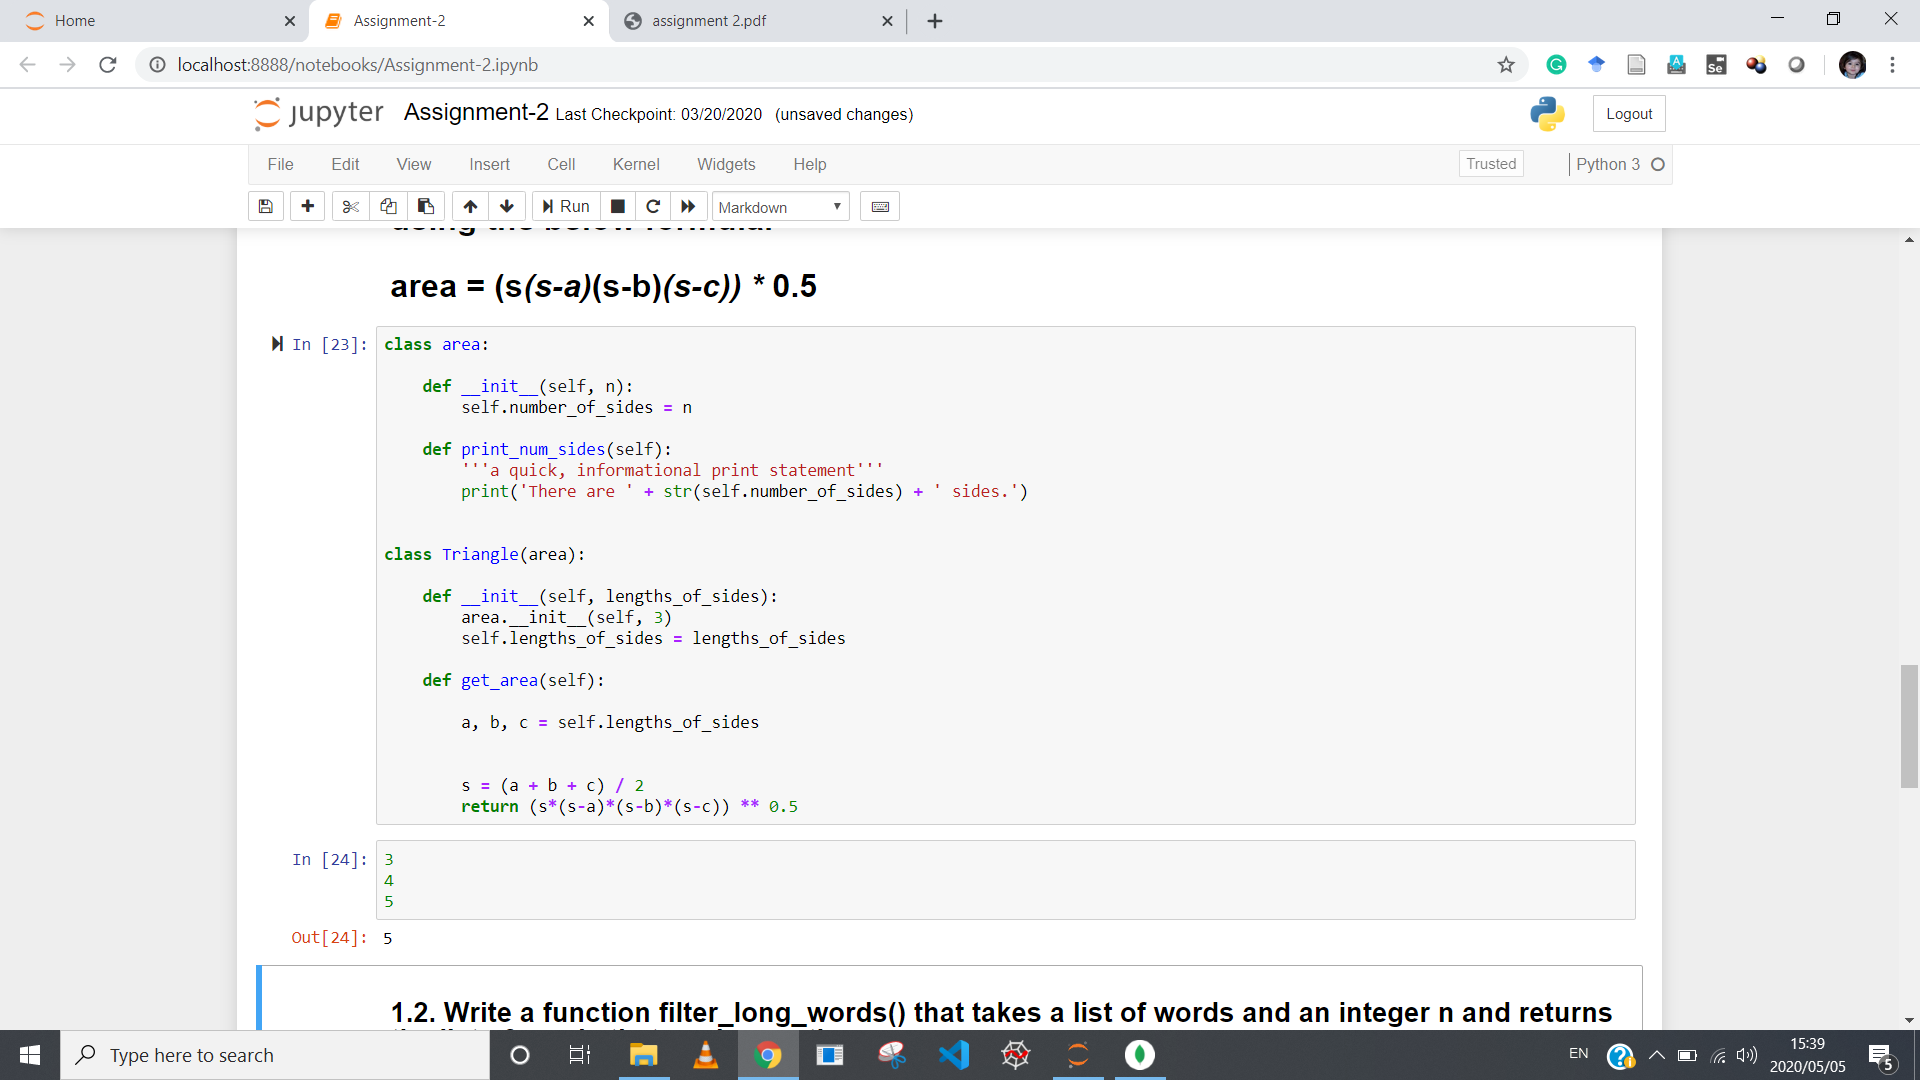 Home
Assignment-2
assignment 2.pdf
localhost:8888/notebooks/Assignment-2.ipynb
jupyter Assignment-2 Last Checkpoint: 03/20/2020 (unsaved changes)
Logout
File Edit View Insert Cell Kernel Widgets Help
Trusted
Python 3
Run
Markdown
using the below formula.
area = (s(s-a)(s-b)(s-c)) * 0.5
In [23]:
class area:
def __init__(self, n):
self.number_of_sides = n
def print_num_sides(self):
'''a quick, informational print statement'''
print('There are ' + str(self.number_of_sides) + ' sides.')
class Triangle(area):
def __init__(self, lengths_of_sides):
area.__init__(self, 3)
self.lengths_of_sides = lengths_of_sides
def get_area(self):
a, b, c = self.lengths_of_sides
s = (a + b + c) / 2
return (s*(s-a)*(s-b)*(s-c)) ** 0.5
In [24]:
3
4
5
Out[24]: 5
1.2. Write a function filter_long_words() that takes a list of words and an integer n and returns
Type here to search
EN
15:39
2020/05/05
5